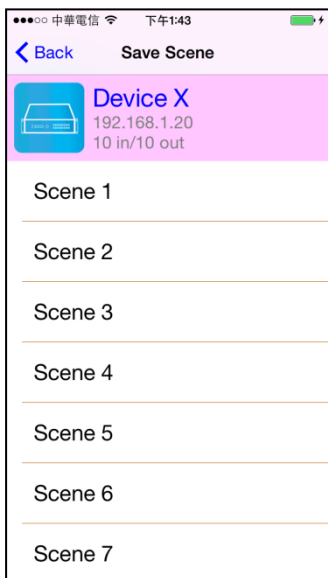 中華電信 下午1:43
Back Save Scene
Device X
192.168.1.20
10 in/10 out
Scene 1
Scene 2
Scene 3
Scene 4
Scene 5
Scene 6
Scene 7